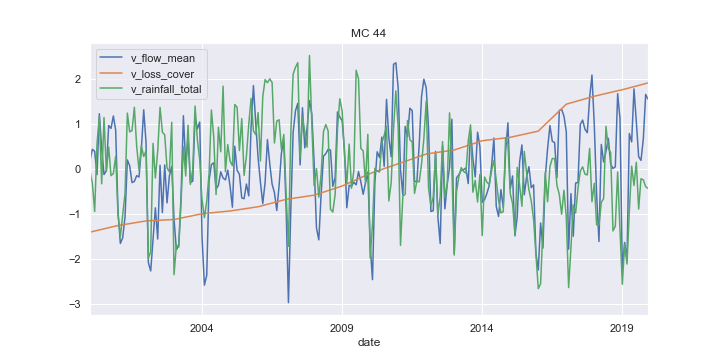 MC 44
v_flow_mean
v_loss_cover
v_rainfall_total
2
1
0
−1
−2
−3
2004 2009 2014 2019
date